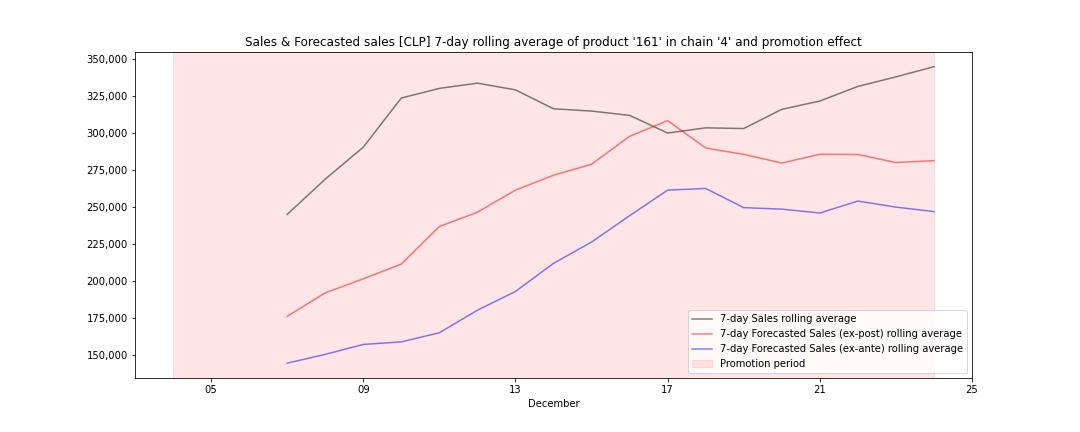 Sales & Forecasted sales [CLP] 7-day rolling average of product '161' in chain '4' and promotion effect
350,000
325,000
300,000
275,000
250,000
225,000
200,000
175,000
150,000
7-day Sales rolling average
7-day Forecasted Sales (ex-post) rolling average
7-day Forecasted Sales (ex-ante) rolling average
Promotion period
05 09 13 17 21 25
December